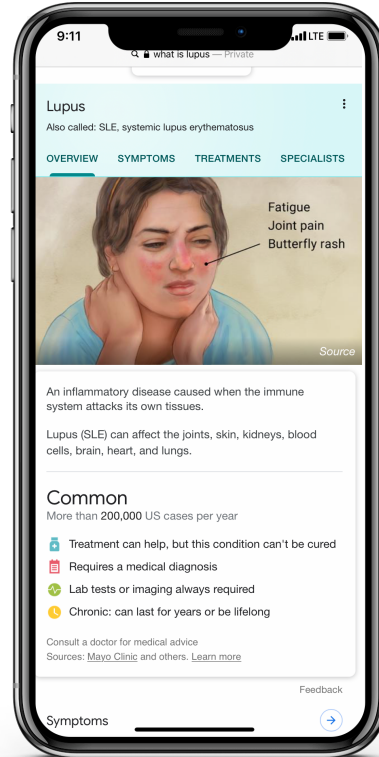 9:11
LTE
what is lupus — Private
Lupus
Also called: SLE, systemic lupus erythematosus
OVERVIEW SYMPTOMS TREATMENTS SPECIALISTS
Fatigue
Joint pain
Butterfly rash
Source
An inflammatory disease caused when the immune
system attacks its own tissues.
Lupus (SLE) can affect the joints, skin, kidneys, blood
cells, brain, heart, and lungs.
Common
More than 200,000 US cases per year
Treatment can help, but this condition can't be cured
Requires a medical diagnosis
Lab tests or imaging always required
Chronic: can last for years or be lifelong
Consult a doctor for medical advice
Sources: Mayo Clinic and others. Learn more
Feedback
Symptoms